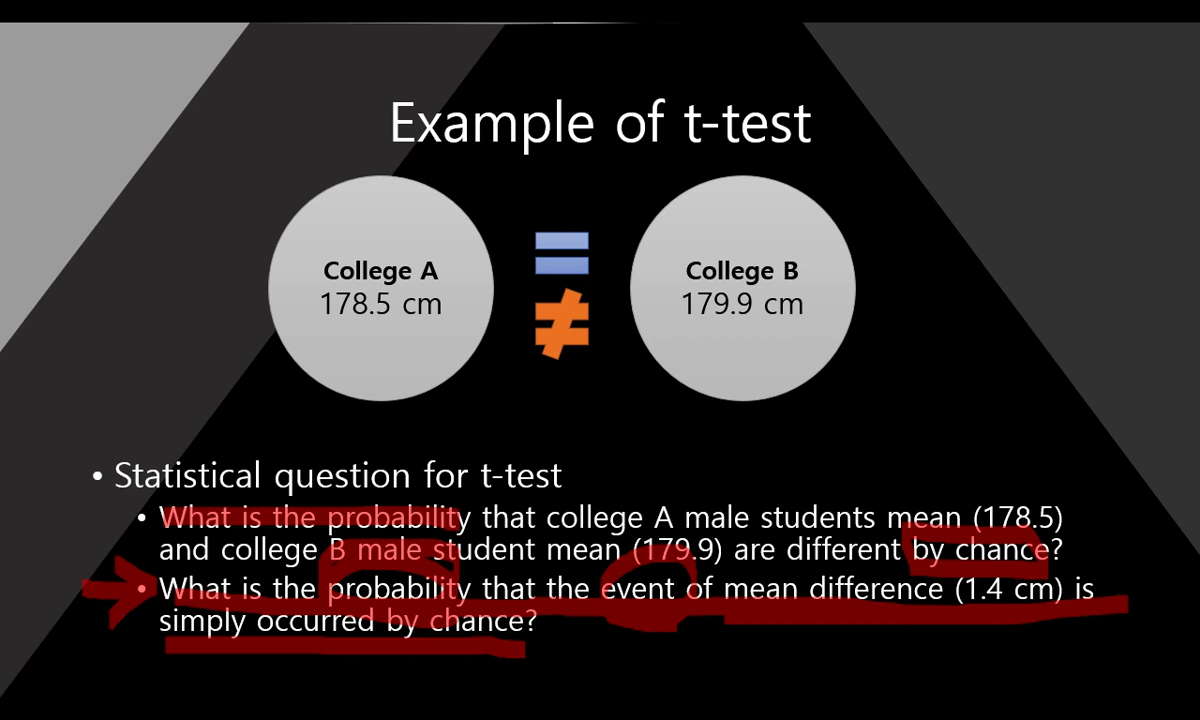 Example of t-test
College A
178.5 cm
=
≠
College B
179.9 cm
• Statistical question for t-test
• What is the probability that college A male students mean (178.5)
and college B male student mean (179.9) are different by chance?
• What is the probability that the event of mean difference (1.4 cm) is
simply occurred by chance?